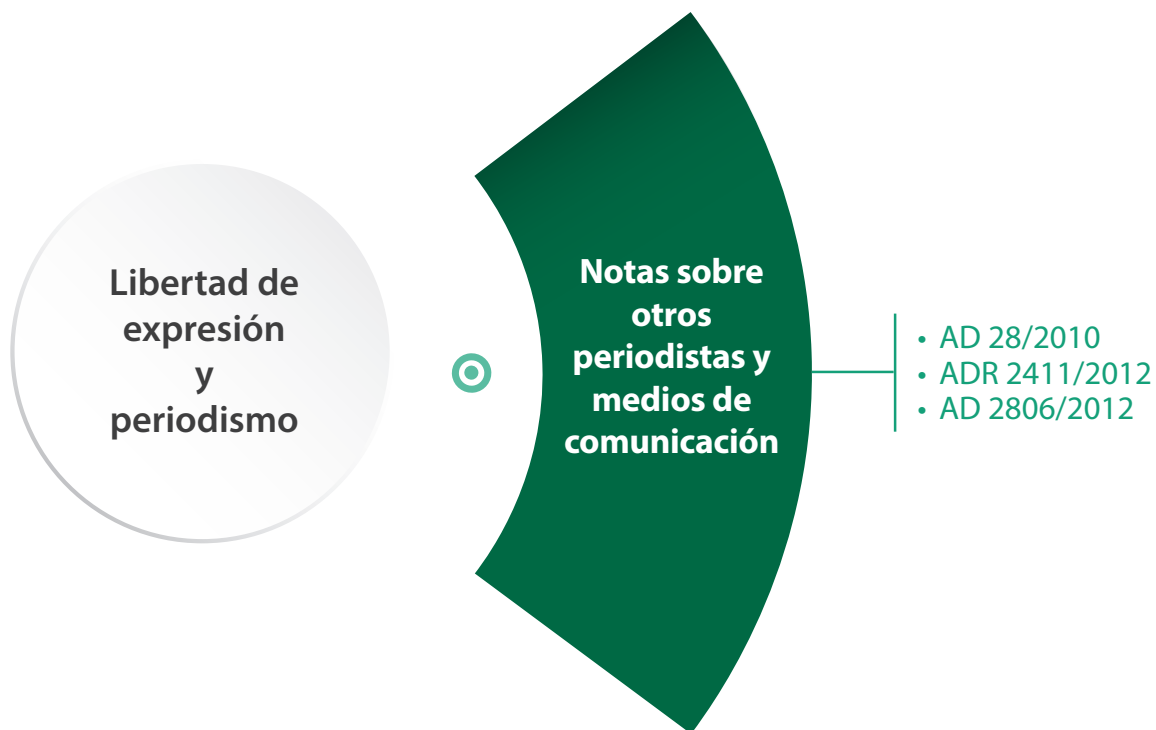 Libertad de
expresión
y
periodismo
Notas sobre
otros
periodistas y
medios de
comunicación
• AD 28/2010
• ADR 2411/2012
• AD 2806/2012